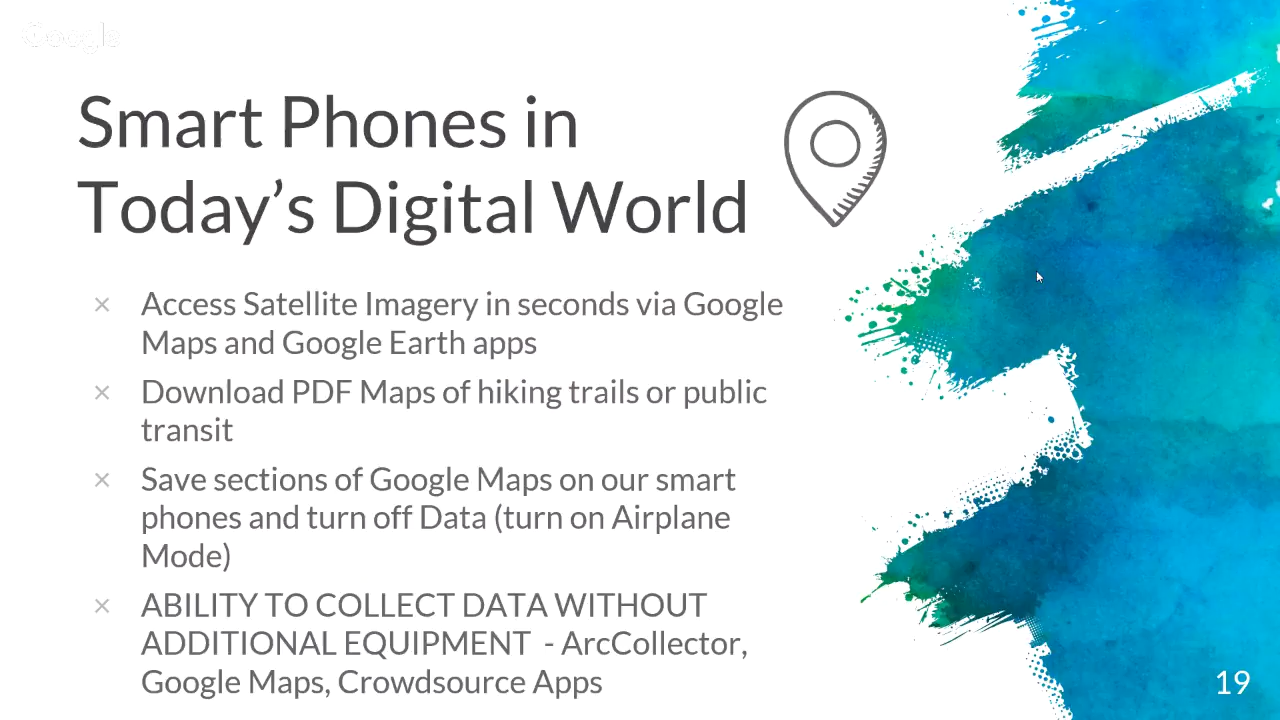 Google
Smart Phones in
Today’s Digital World
× Access Satellite Imagery in seconds via Google
Maps and Google Earth apps
× Download PDF Maps of hiking trails or public
transit
× Save sections of Google Maps on our smart
phones and turn off Data (turn on Airplane
Mode)
× ABILITY TO COLLECT DATA WITHOUT
ADDITIONAL EQUIPMENT - ArcCollector,
Google Maps, Crowdsource Apps
19